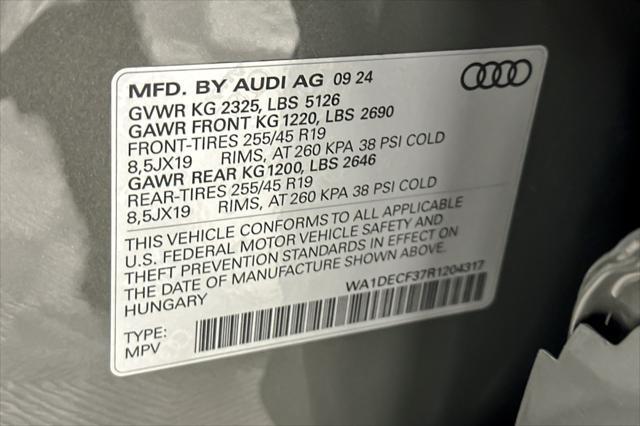 MFD. BY AUDI AG 09 24
GVWR KG 2325, LBS 5126
GAWR FRONT KG 1220, LBS 2690
FRONT-TIRES 255/45 R19
8,5JX19 RIMS, AT 260 KPA 38 PSI COLD
GAWR REAR KG 1200, LBS 2646
REAR-TIRES 255/45 R19
8,5JX19 RIMS, AT 260 KPA 38 PSI COLD
THIS VEHICLE CONFORMS TO ALL APPLICABLE
U.S. FEDERAL MOTOR VEHICLE SAFETY AND
THEFT PREVENTION STANDARDS IN EFFECT ON
THE DATE OF MANUFACTURE SHOWN ABOVE.
HUNGARY
WA1DECF37R1204317
TYPE:
MPV